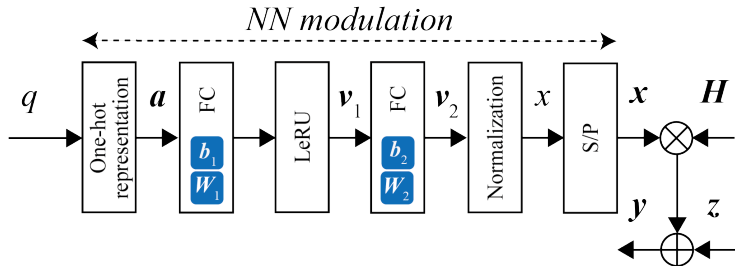 NN modulation
q
One-hot
representation
a
FC
b₁
W₁
LeRU
v₁
FC
b₂
W₂
v₂
Normalization
x
S/P
x
H
y
z